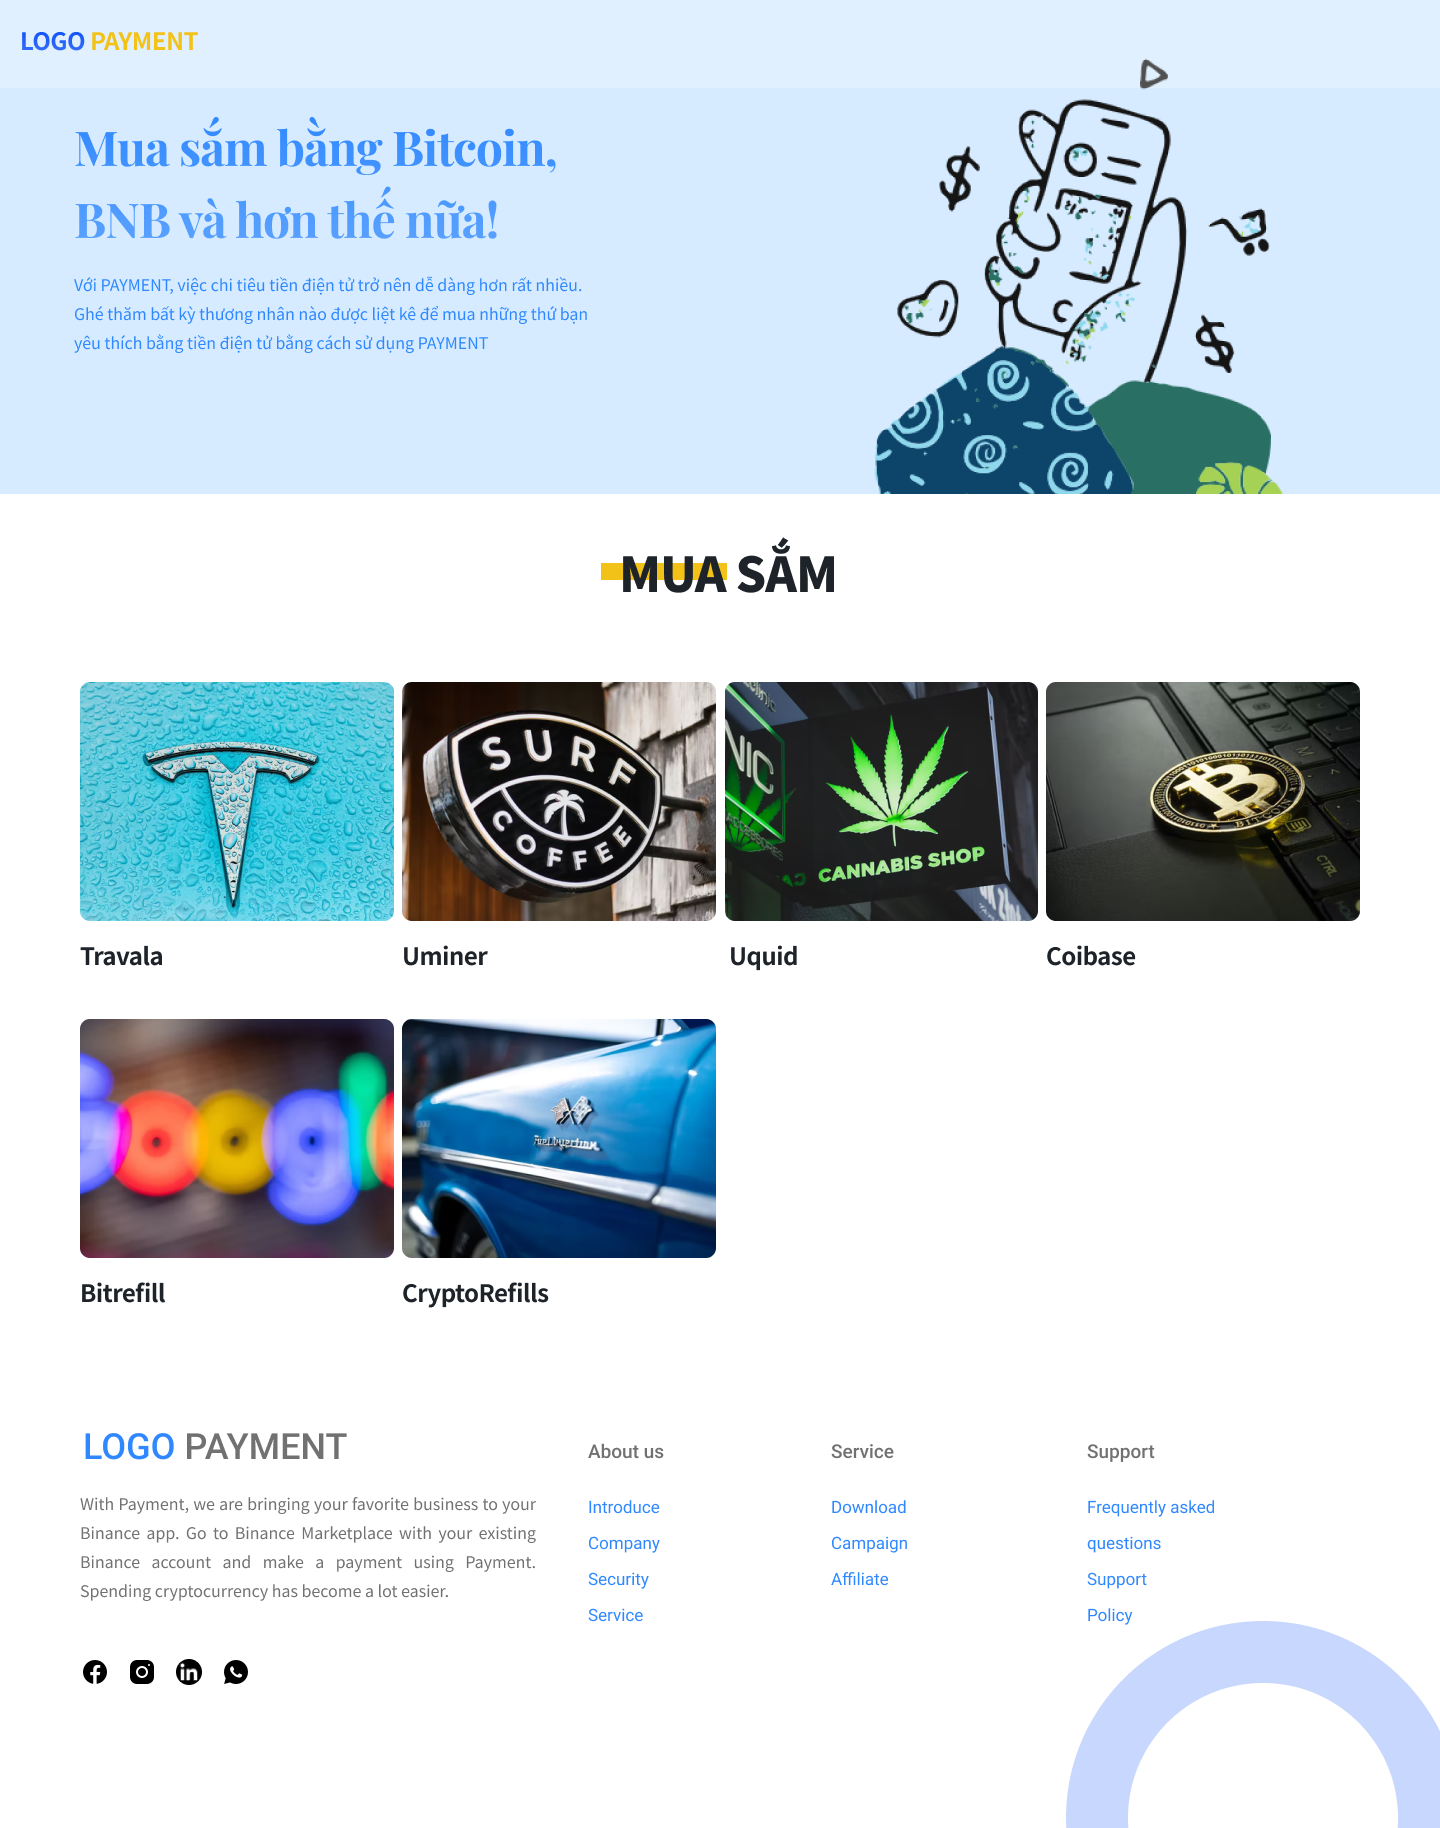 LOGO PAYMENT
Mua sắm bằng Bitcoin,
BNB và hơn thế nữa!
Với PAYMENT, việc chi tiêu tiền điện tử trở nên dễ dàng hơn rất nhiều.
Ghé thăm bất kỳ thương nhân nào được liệt kê để mua những thứ bạn
yêu thích bằng tiền điện tử bằng cách sử dụng PAYMENT
MUA SẮM
SURF
COFFEE
CANNABIS SHOP
BITCOIN
CTRL
Travala
Uminer
Uquid
Coibase
Fuel Injection
Bitrefill
CryptoRefills
LOGO PAYMENT
With Payment, we are bringing your favorite business to your
Binance app. Go to Binance Marketplace with your existing
Binance account and make a payment using Payment.
Spending cryptocurrency has become a lot easier.
About us
Introduce
Company
Security
Service
Service
Download
Campaign
Affiliate
Support
Frequently asked
questions
Support
Policy